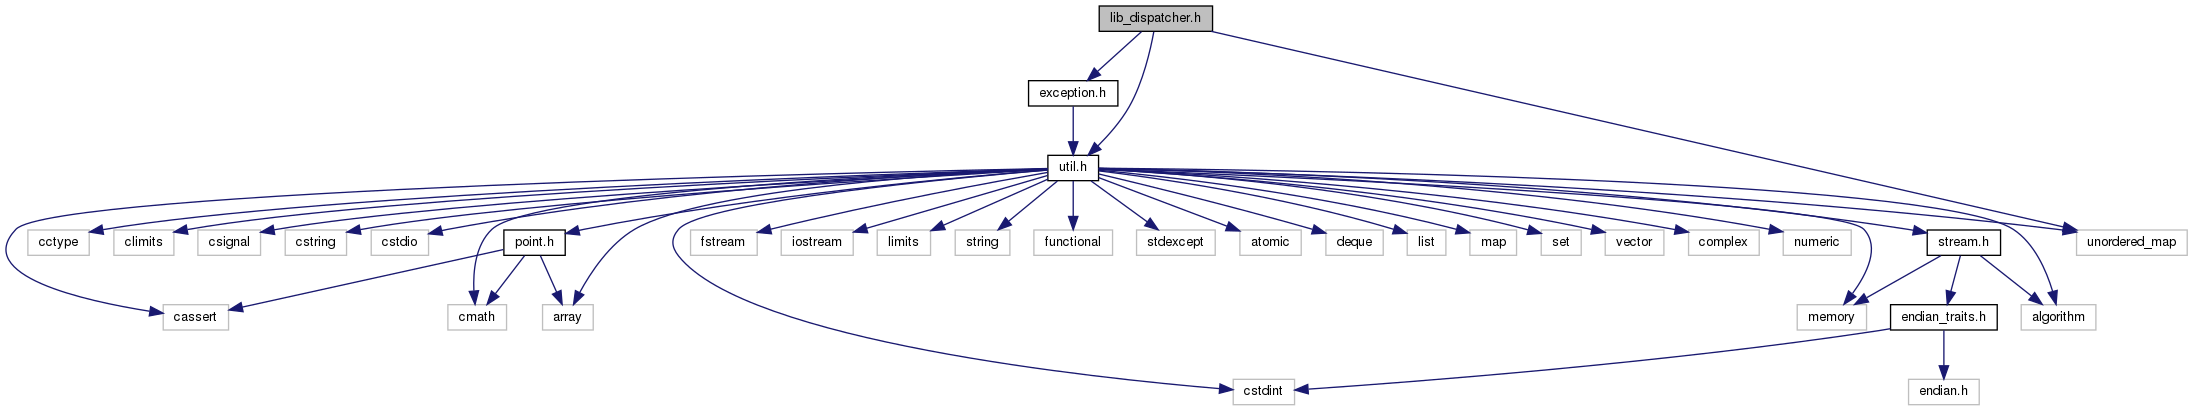 lib_dispatcher.h
exception.h
util.h
cctype
climits
csignal
cstring
cstdio
point.h
fstream
iostream
limits
string
functional
stdexcept
atomic
deque
list
map
set
vector
complex
numeric
stream.h
unordered_map
cassert
cmath
array
memory
endian_traits.h
algorithm
cstdint
endian.h